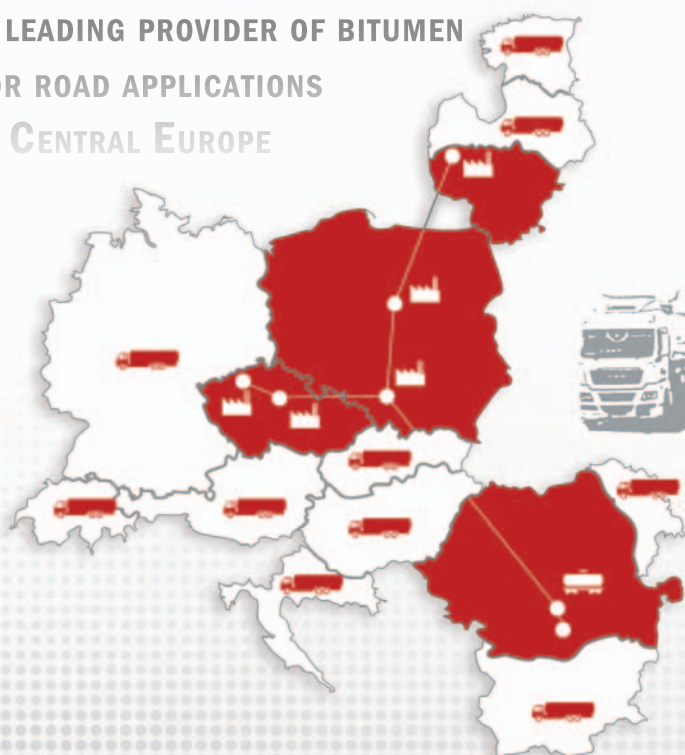 LEADING PROVIDER OF BITUMEN
OR ROAD APPLICATIONS
CENTRAL EUROPE